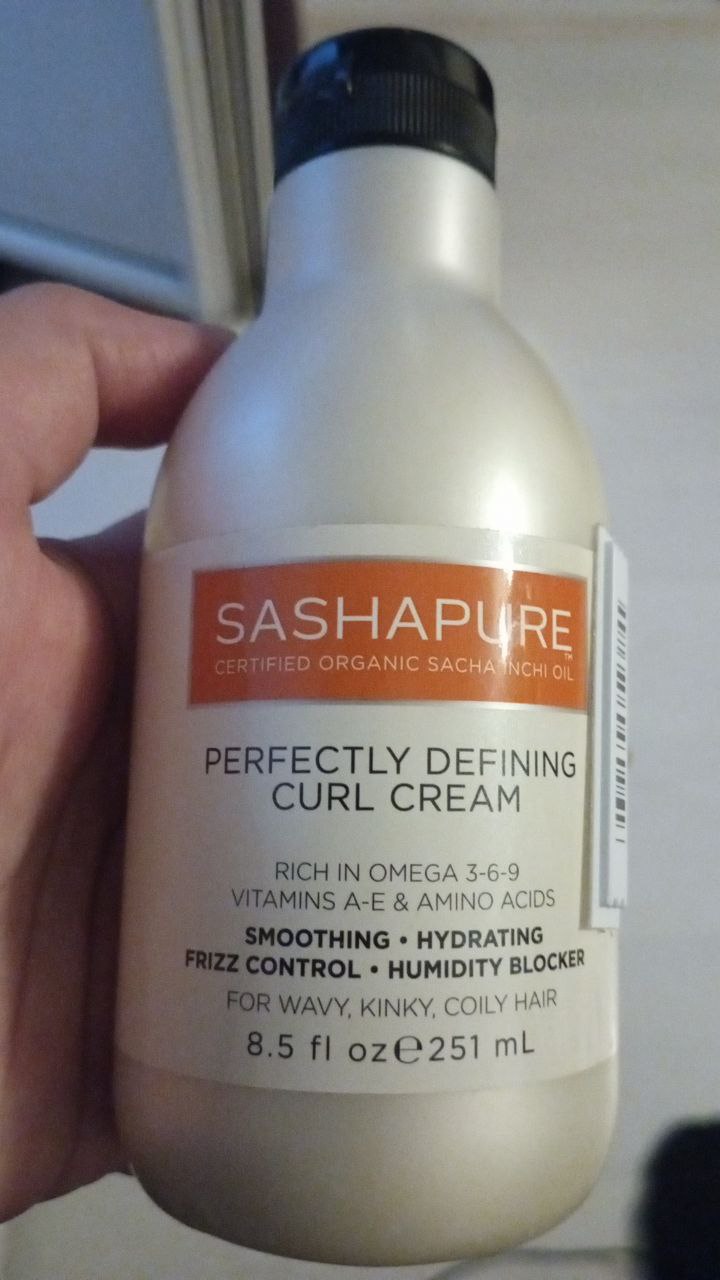 SASHAPURE™
CERTIFIED ORGANIC SACHA INCHI OIL
PERFECTLY DEFINING
CURL CREAM
RICH IN OMEGA 3-6-9
VITAMINS A-E & AMINO ACIDS
SMOOTHING • HYDRATING
FRIZZ CONTROL • HUMIDITY BLOCKER
FOR WAVY, KINKY, COILY HAIR
8.5 fl oz ℮ 251 mL